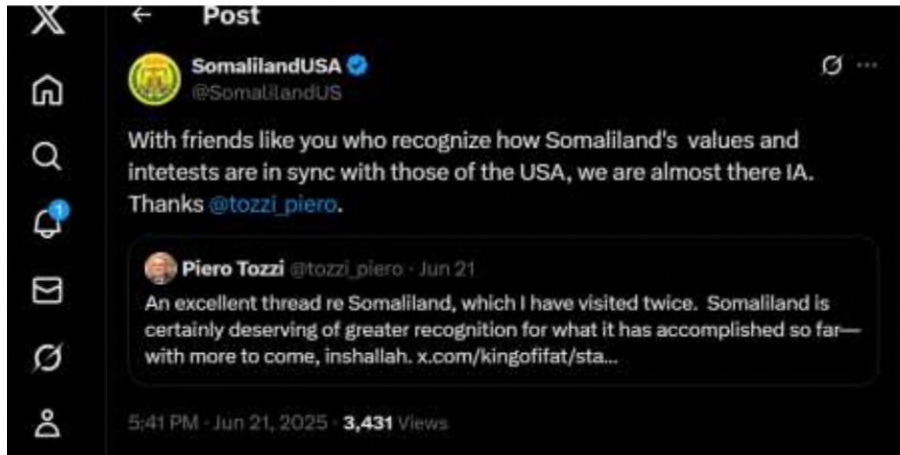 Post
SomalilandUSA
@SomalilandUS
With friends like you who recognize how Somaliland's values and
intetests are in sync with those of the USA, we are almost there IA.
Thanks @tozzi_piero.
Piero Tozzi @tozzi_piero · Jun 21
An excellent thread re Somaliland, which I have visited twice. Somaliland is
certainly deserving of greater recognition for what it has accomplished so far—
with more to come, inshallah. x.com/kingofifat/sta...
5:41 PM · Jun 21, 2025 · 3,431 Views
1